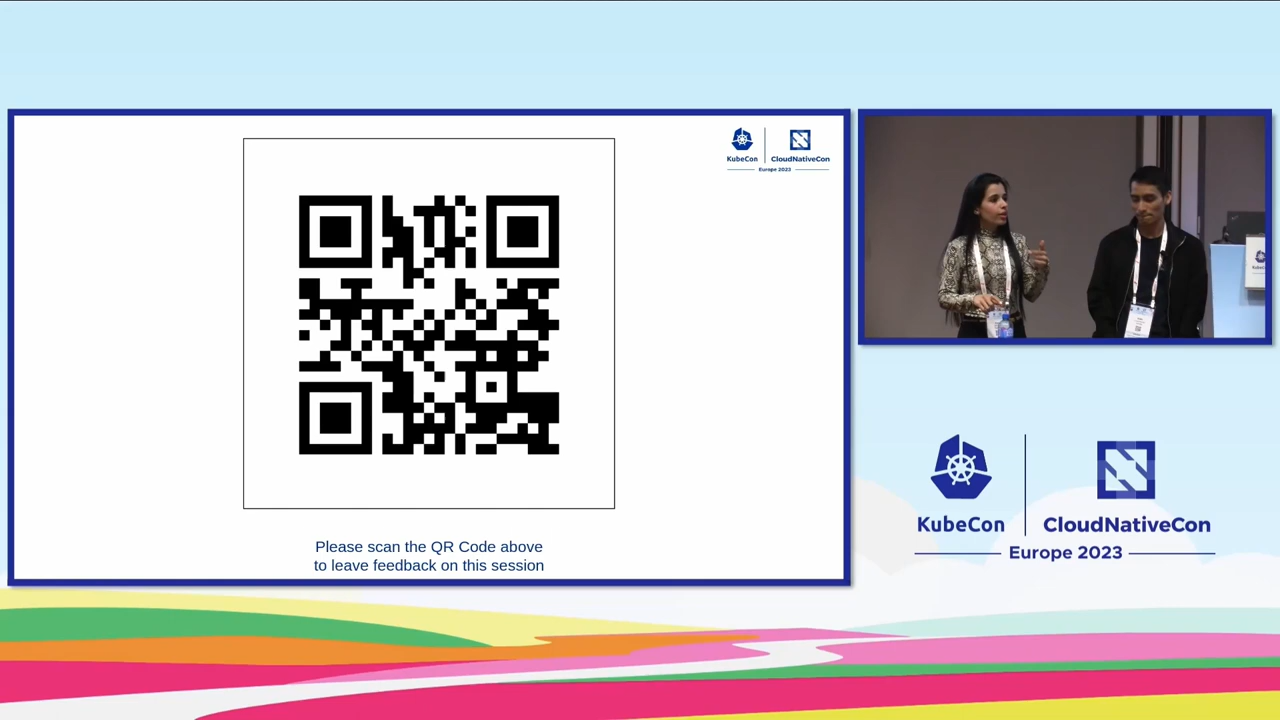 KubeCon
CloudNativeCon
Europe 2023
Please scan the QR Code above
to leave feedback on this session
KubeCon
CloudNativeCon
Europe 2023